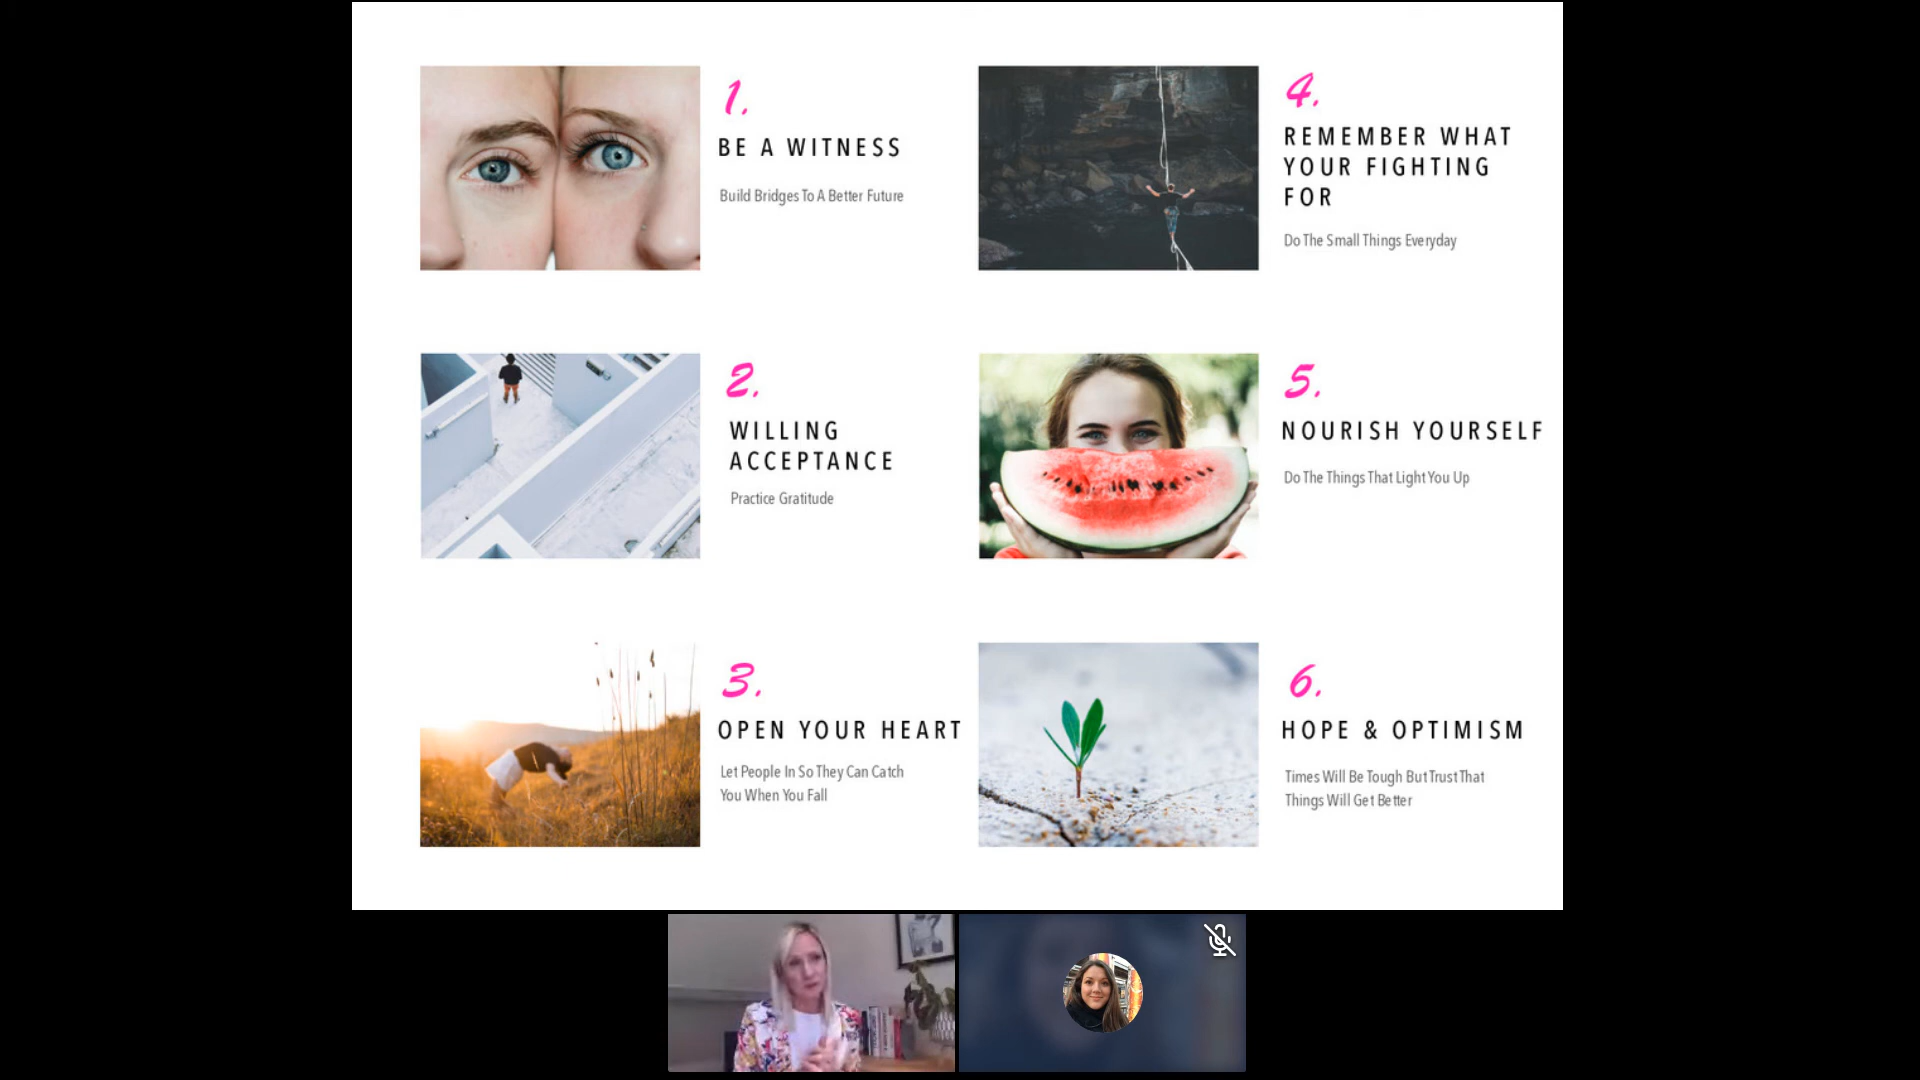 1.
BE A WITNESS
Build Bridges To A Better Future
2.
WILLING
ACCEPTANCE
Practice Gratitude
3.
OPEN YOUR HEART
Let People In So They Can Catch
You When You Fall
4.
REMEMBER WHAT
YOUR FIGHTING
FOR
Do The Small Things Everyday
5.
NOURISH YOURSELF
Do The Things That Light You Up
6.
HOPE & OPTIMISM
Times Will Be Tough But Trust That
Things Will Get Better